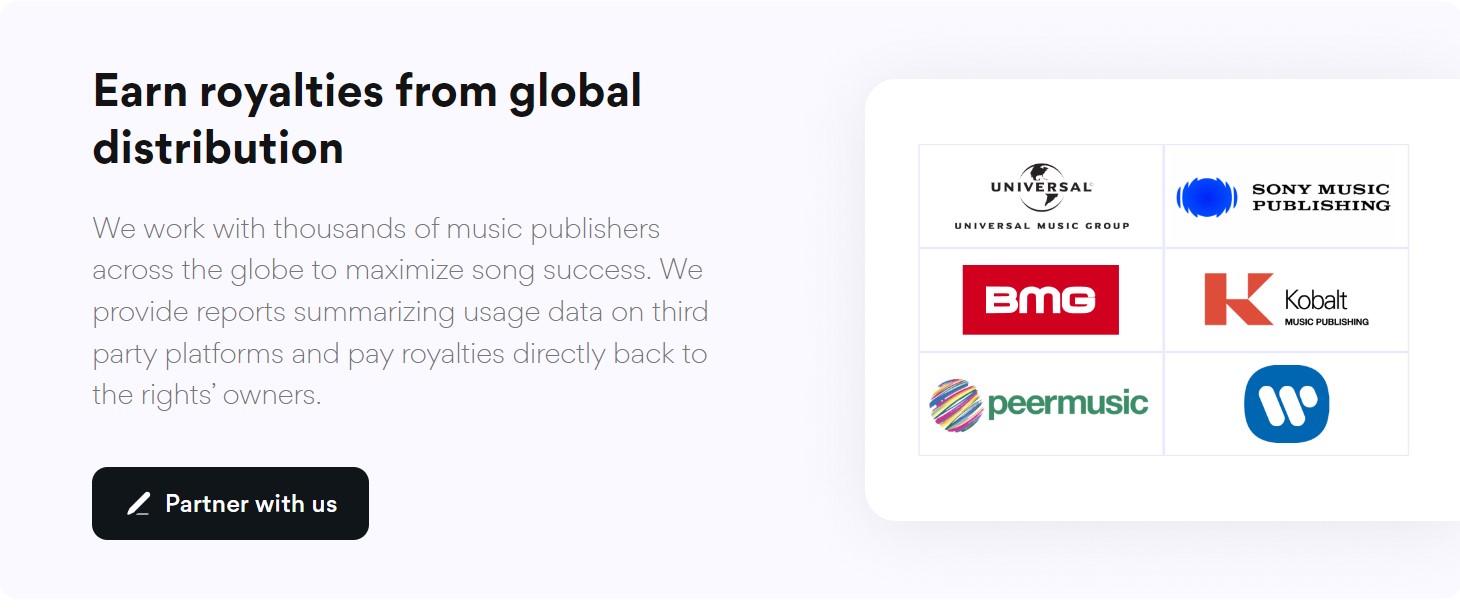 Earn royalties from global
distribution
We work with thousands of music publishers
across the globe to maximize song success. We
provide reports summarizing usage data on third
party platforms and pay royalties directly back to
the rights’ owners.
Partner with us
UNIVERSAL
UNIVERSAL MUSIC GROUP
SONY MUSIC
PUBLISHING
BMG
Kobalt
MUSIC PUBLISHING
peermusic